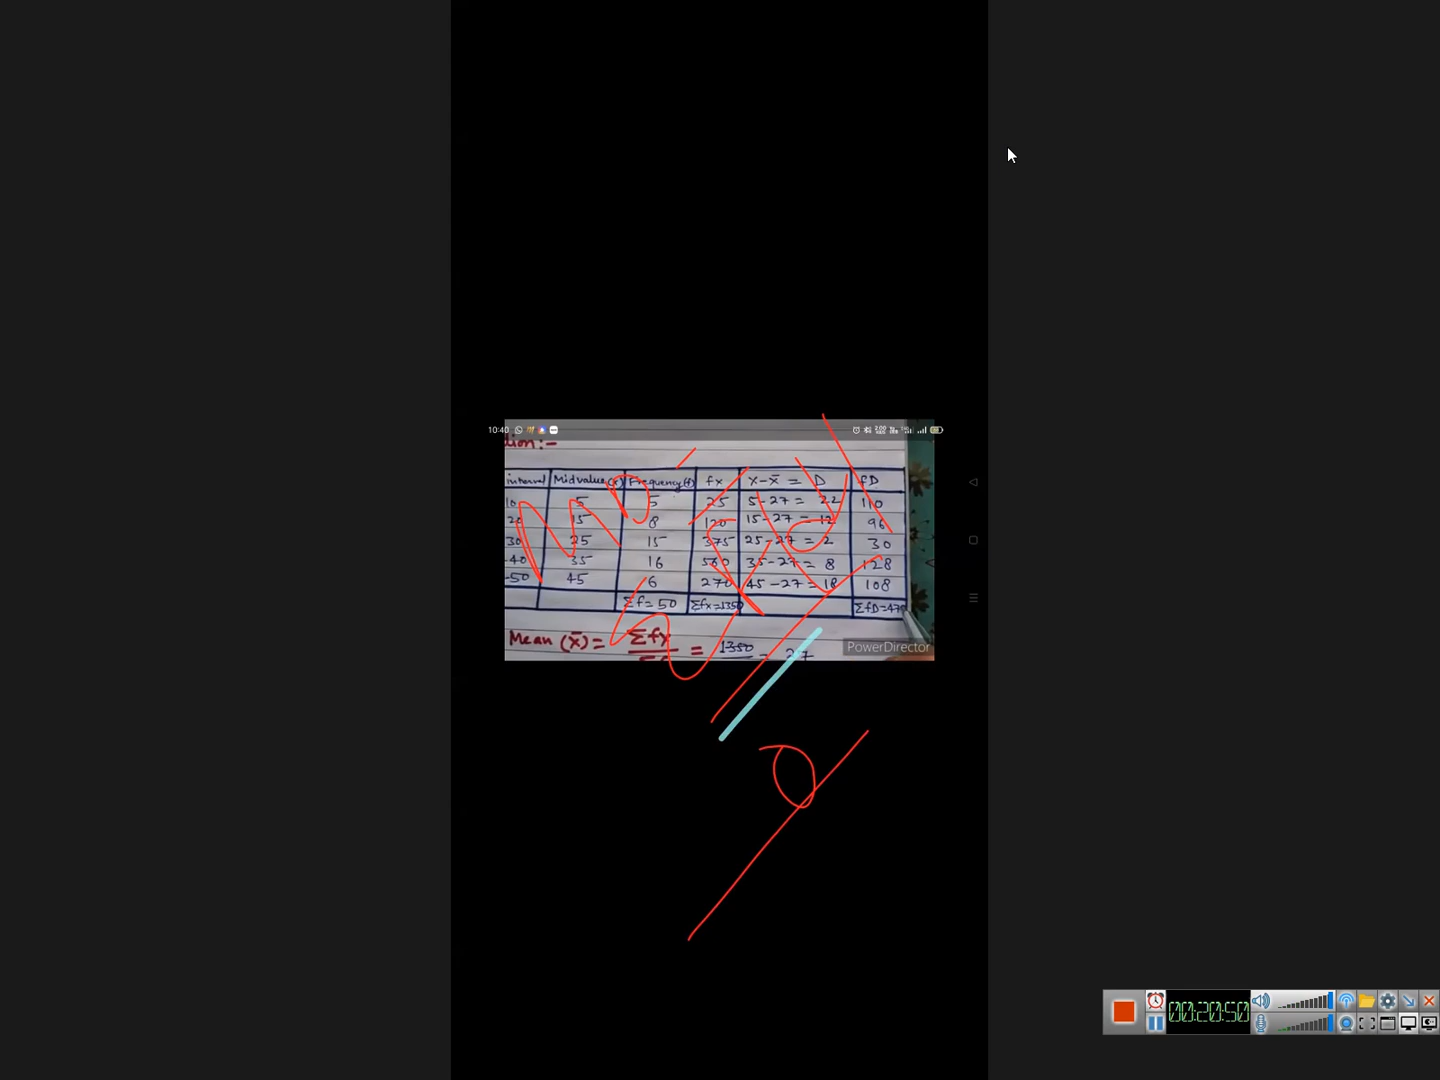 10:40
tion:-
interval Midvalue(x) Frequency(f) fx x-x̄ = D fD
10 5 5 25 5-27 = 22 110
20 15 8 120 15-27 = 12 96
30 25 15 375 25-27 = 2 30
-40 35 16 560 35-27 = 8 128
-50 45 6 270 45-27 = 18 108
Σf=50 Σfx=1350
Mean (x̄) = Σfx = 1350 = 27
PowerDirector
00:20:50